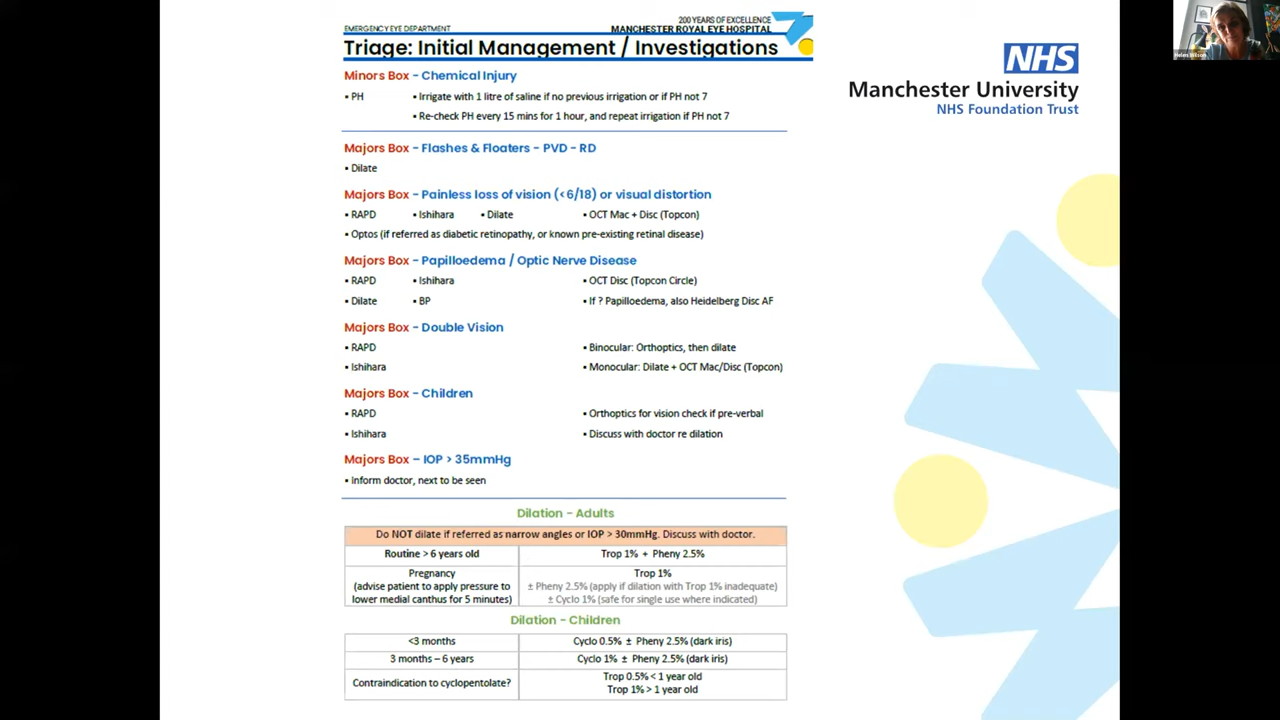 EMERGENCY EYE DEPARTMENT
200 YEARS OF EXCELLENCE
MANCHESTER ROYAL EYE HOSPITAL
Triage: Initial Management / Investigations
Minors Box - Chemical Injury
▪ PH ▪ Irrigate with 1 litre of saline if no previous irrigation or if PH not 7
▪ Re-check PH every 15 mins for 1 hour, and repeat irrigation if PH not 7
Majors Box - Flashes & Floaters - PVD - RD
▪ Dilate
Majors Box - Painless loss of vision (<6/18) or visual distortion
▪ RAPD ▪ Ishihara ▪ Dilate ▪ OCT Mac + Disc (Topcon)
▪ Optos (if referred as diabetic retinopathy, or known pre-existing retinal disease)
Majors Box - Papilloedema / Optic Nerve Disease
▪ RAPD ▪ Ishihara ▪ OCT Disc (Topcon Circle)
▪ Dilate ▪ BP ▪ If ? Papilloedema, also Heidelberg Disc AF
Majors Box - Double Vision
▪ RAPD ▪ Binocular: Orthoptics, then dilate
▪ Ishihara ▪ Monocular: Dilate + OCT Mac/Disc (Topcon)
Majors Box - Children
▪ RAPD ▪ Orthoptics for vision check if pre-verbal
▪ Ishihara ▪ Discuss with doctor re dilation
Majors Box – IOP > 35mmHg
▪ Inform doctor, next to be seen
Dilation - Adults
Do NOT dilate if referred as narrow angles or IOP > 30mmHg. Discuss with doctor.
Routine > 6 years old Trop 1% + Pheny 2.5%
Pregnancy Trop 1%
(advise patient to apply pressure to ± Pheny 2.5% (apply if dilation with Trop 1% inadequate)
lower medial canthus for 5 minutes) ± Cyclo 1% (safe for single use where indicated)
Dilation - Children
<3 months Cyclo 0.5% ± Pheny 2.5% (dark iris)
3 months – 6 years Cyclo 1% ± Pheny 2.5% (dark iris)
Contraindication to cyclopentolate? Trop 0.5% < 1 year old
Trop 1% > 1 year old
NHS
Manchester University
NHS Foundation Trust
Helen Wilson